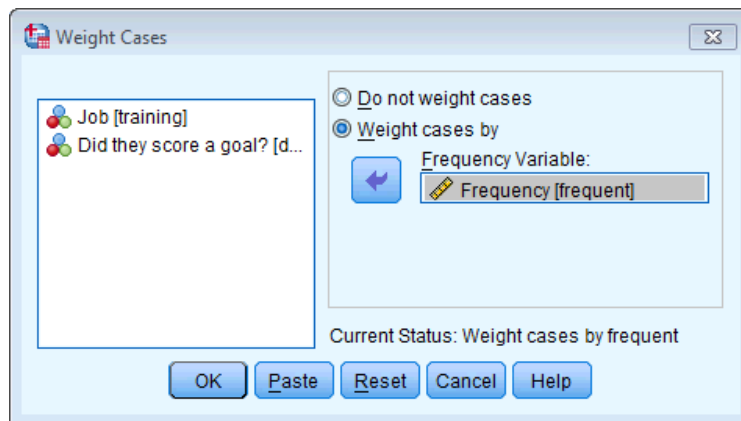 Weight Cases
Job [training]
Did they score a goal? [d...
Do not weight cases
Weight cases by
Frequency Variable:
Frequency [frequent]
Current Status: Weight cases by frequent
OK Paste Reset Cancel Help